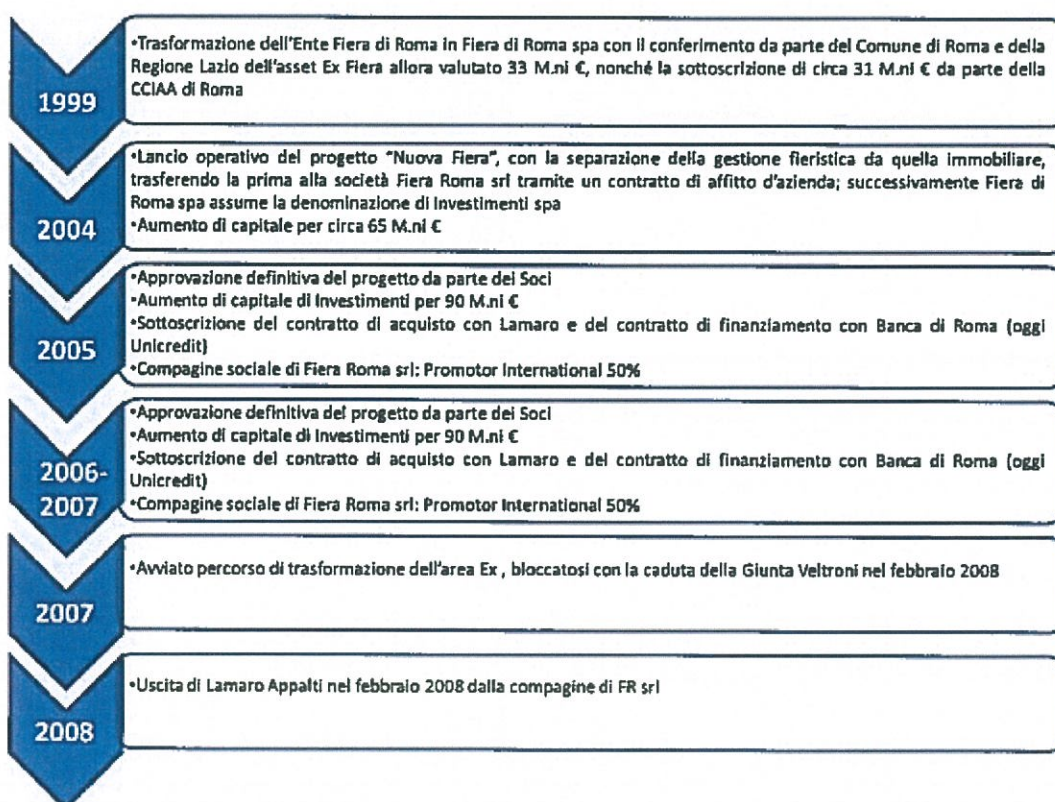 1999
•Trasformazione dell'Ente Fiera di Roma in Fiera di Roma spa con il conferimento da parte del Comune di Roma e della
Regione Lazio dell'asset Ex Fiera allora valutato 33 M.ni €, nonché la sottoscrizione di circa 31 M.ni € da parte della
CCIAA di Roma
2004
•Lancio operativo del progetto "Nuova Fiera", con la separazione della gestione fieristica da quella immobiliare,
trasferendo la prima alla società Fiera Roma srl tramite un contratto di affitto d'azienda; successivamente Fiera di
Roma spa assume la denominazione di Investimenti spa
•Aumento di capitale per circa 65 M.ni €
2005
•Approvazione definitiva del progetto da parte dei Soci
•Aumento di capitale di Investimenti per 90 M.ni €
•Sottoscrizione del contratto di acquisto con Lamaro e del contratto di finanziamento con Banca di Roma (oggi
Unicredit)
•Compagine sociale di Fiera Roma srl: Promotor International 50%
2006-
2007
•Approvazione definitiva del progetto da parte dei Soci
•Aumento di capitale di Investimenti per 90 M.ni €
•Sottoscrizione del contratto di acquisto con Lamaro e del contratto di finanziamento con Banca di Roma (oggi
Unicredit)
•Compagine sociale di Fiera Roma srl: Promotor International 50%
2007
•Avviato percorso di trasformazione dell'area Ex , bloccatosi con la caduta della Giunta Veltroni nel febbraio 2008
2008
•Uscita di Lamaro Appalti nel febbraio 2008 dalla compagine di FR srl